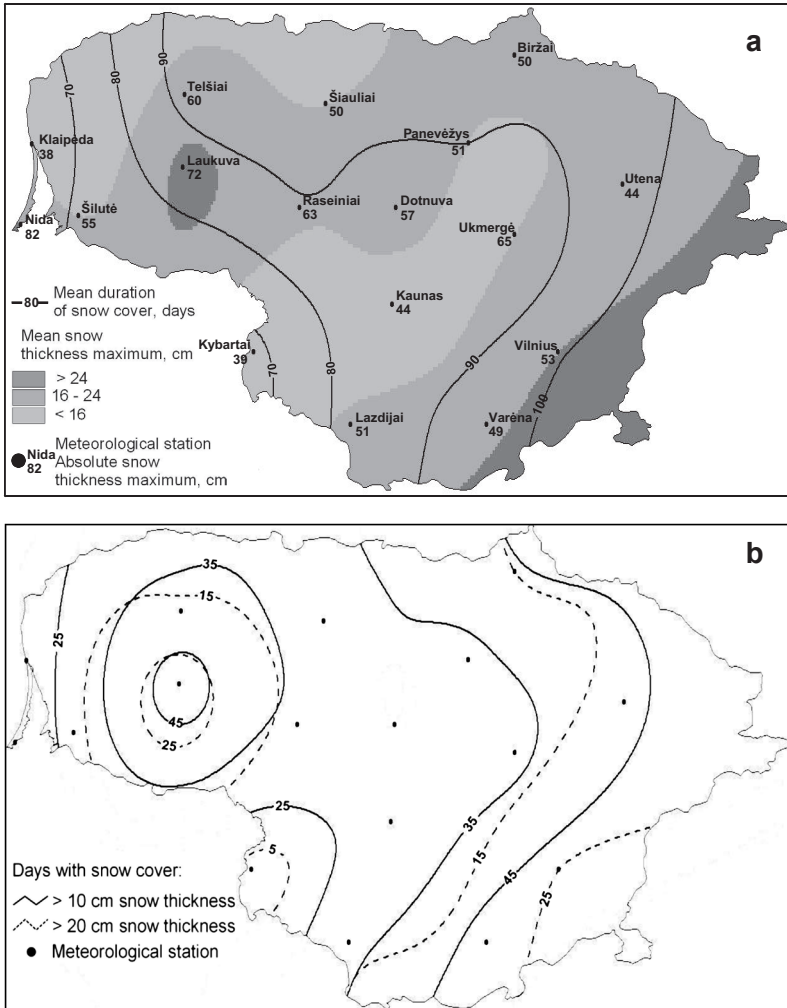 a
90
80
70
Biržai
50
Telšiai
60
Šiauliai
50
Panevėžys
51
Klaipėda
38
Laukuva
72
Utena
44
Šilutė
55
Raseiniai
63
Dotnuva
57
Nida
82
Ukmergė
65
80 Mean duration
of snow cover, days
Kaunas
44
Mean snow
thickness maximum, cm
Kybartai
39
Vilnius
53
70
80
90
100
> 24
16 - 24
< 16
Lazdijai
51
Varėna
49
Nida
82
Meteorological station
Absolute snow
thickness maximum, cm
b
35
15
25
45
25
25
35
5
15
45
25
Days with snow cover:
> 10 cm snow thickness
> 20 cm snow thickness
Meteorological station